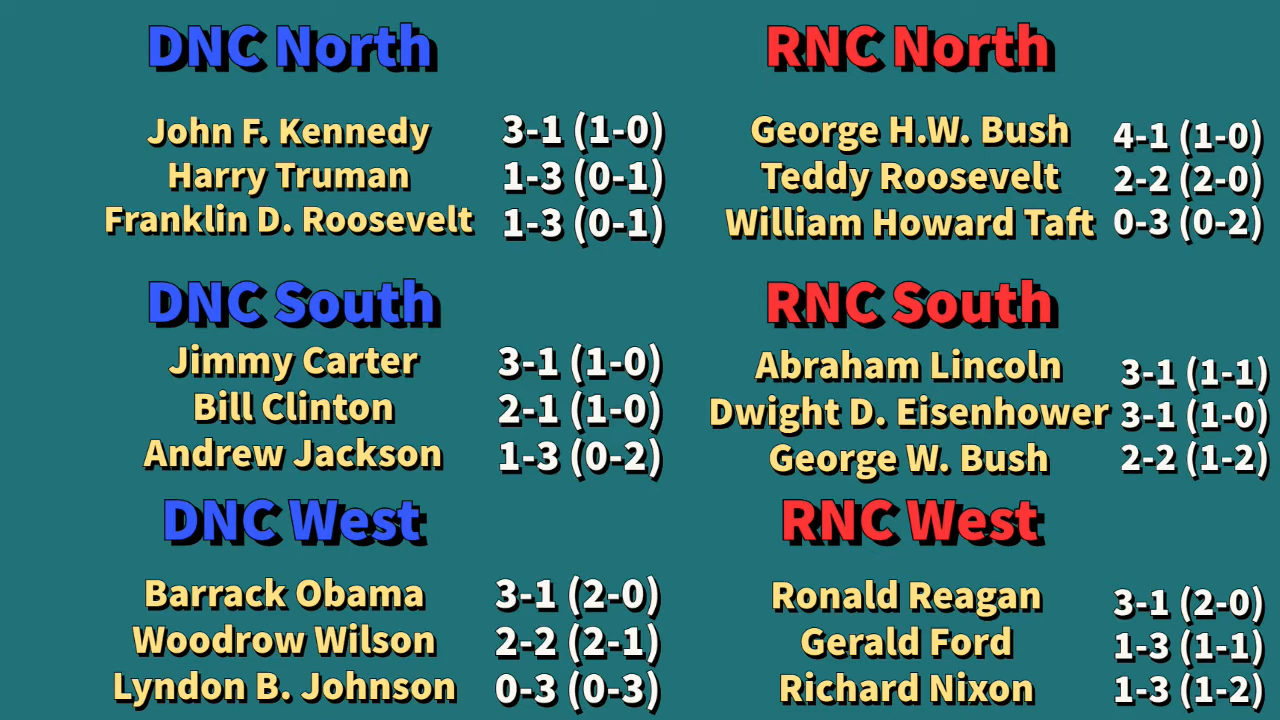 DNC North
John F. Kennedy 3-1 (1-0)
Harry Truman 1-3 (0-1)
Franklin D. Roosevelt 1-3 (0-1)
DNC South
Jimmy Carter 3-1 (1-0)
Bill Clinton 2-1 (1-0)
Andrew Jackson 1-3 (0-2)
DNC West
Barrack Obama 3-1 (2-0)
Woodrow Wilson 2-2 (2-1)
Lyndon B. Johnson 0-3 (0-3)
RNC North
George H.W. Bush 4-1 (1-0)
Teddy Roosevelt 2-2 (2-0)
William Howard Taft 0-3 (0-2)
RNC South
Abraham Lincoln 3-1 (1-1)
Dwight D. Eisenhower 3-1 (1-0)
George W. Bush 2-2 (1-2)
RNC West
Ronald Reagan 3-1 (2-0)
Gerald Ford 1-3 (1-1)
Richard Nixon 1-3 (1-2)